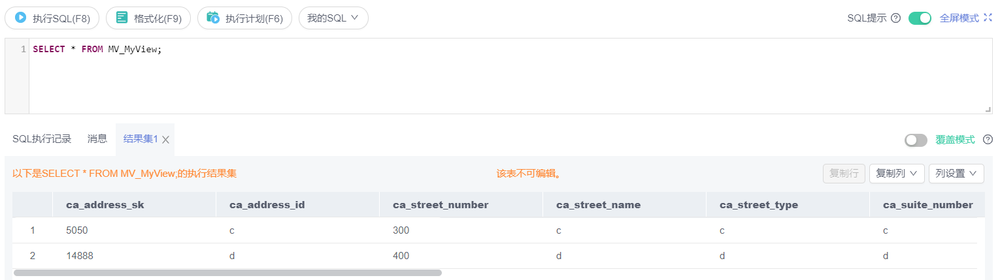 执行SQL(F8) 格式化(F9) 执行计划(F6) 我的SQL SQL提示 全屏模式
1 SELECT * FROM MV_MyView;
SQL执行记录 消息 结果集1 覆盖模式
以下是SELECT * FROM MV_MyView;的执行结果集 该表不可编辑。 复制行 复制列 列设置
ca_address_sk ca_address_id ca_street_number ca_street_name ca_street_type ca_suite_number
1 5050 c 300 c c c
2 14888 d 400 d d d